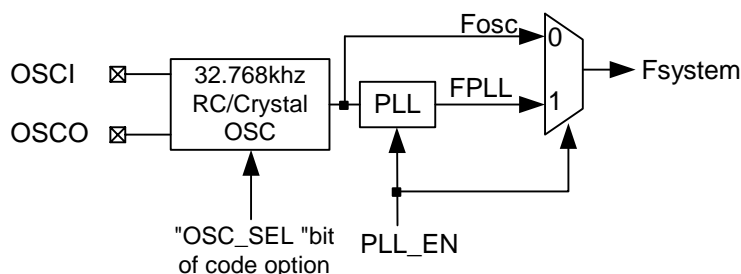 Fosc
0
OSCI
32.768khz
RC/Crystal
OSC
PLL
FPLL
1
Fsystem
OSCO
"OSC_SEL "bit
of code option
PLL_EN